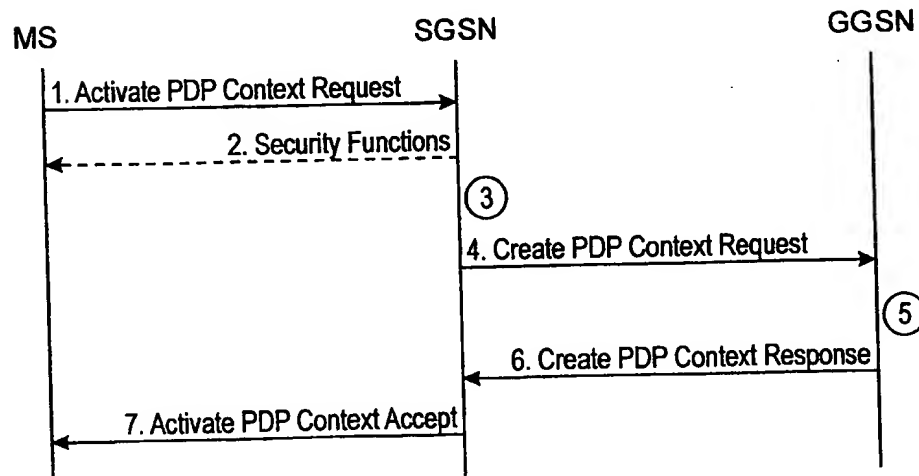 MS
SGSN
GGSN
1. Activate PDP Context Request
2. Security Functions
3
4. Create PDP Context Request
5
6. Create PDP Context Response
7. Activate PDP Context Accept